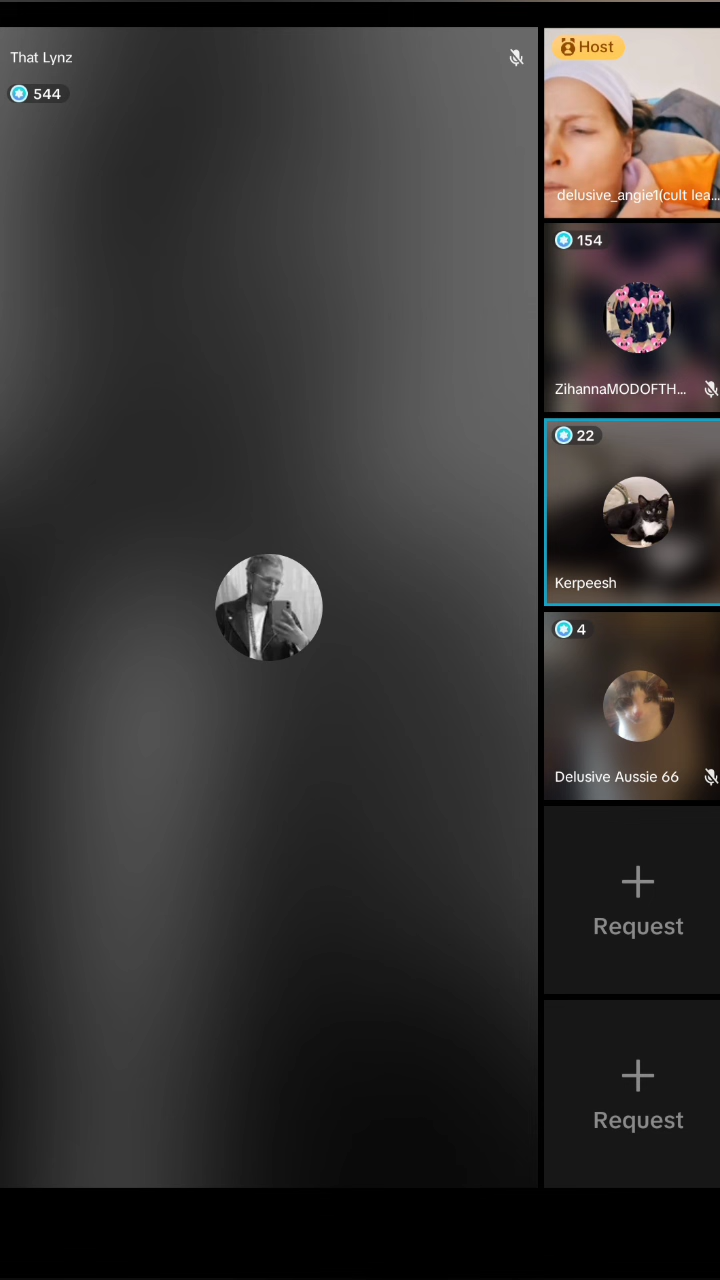 That Lynz
544
Host
delusive_angie1(cult lea...
154
ZihannaMODOFTH...
22
Kerpeesh
4
Delusive Aussie 66
Request
Request